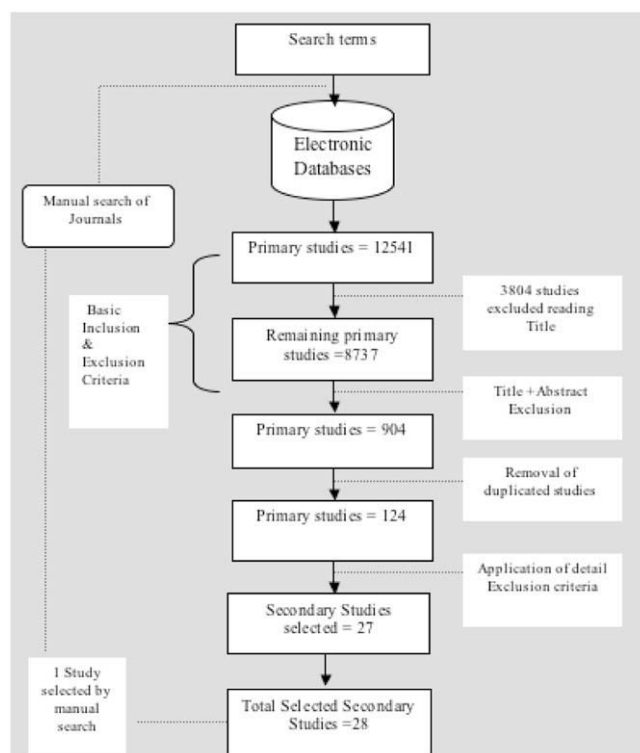 Search terms
Electronic
Databases
Manual search of
Journals
Primary studies = 12541
3804 studies
excluded reading
Title
Basic
Inclusion
&
Exclusion
Criteria
Remaining primary
studies =8737
Title +Abstract
Exclusion
Primary studies = 904
Removal of
duplicated studies
Primary studies = 124
Application of detail
Exclusion criteria
Secondary Studies
selected = 27
1 Study
selected by
manual
search
Total Selected Secondary
Studies =28